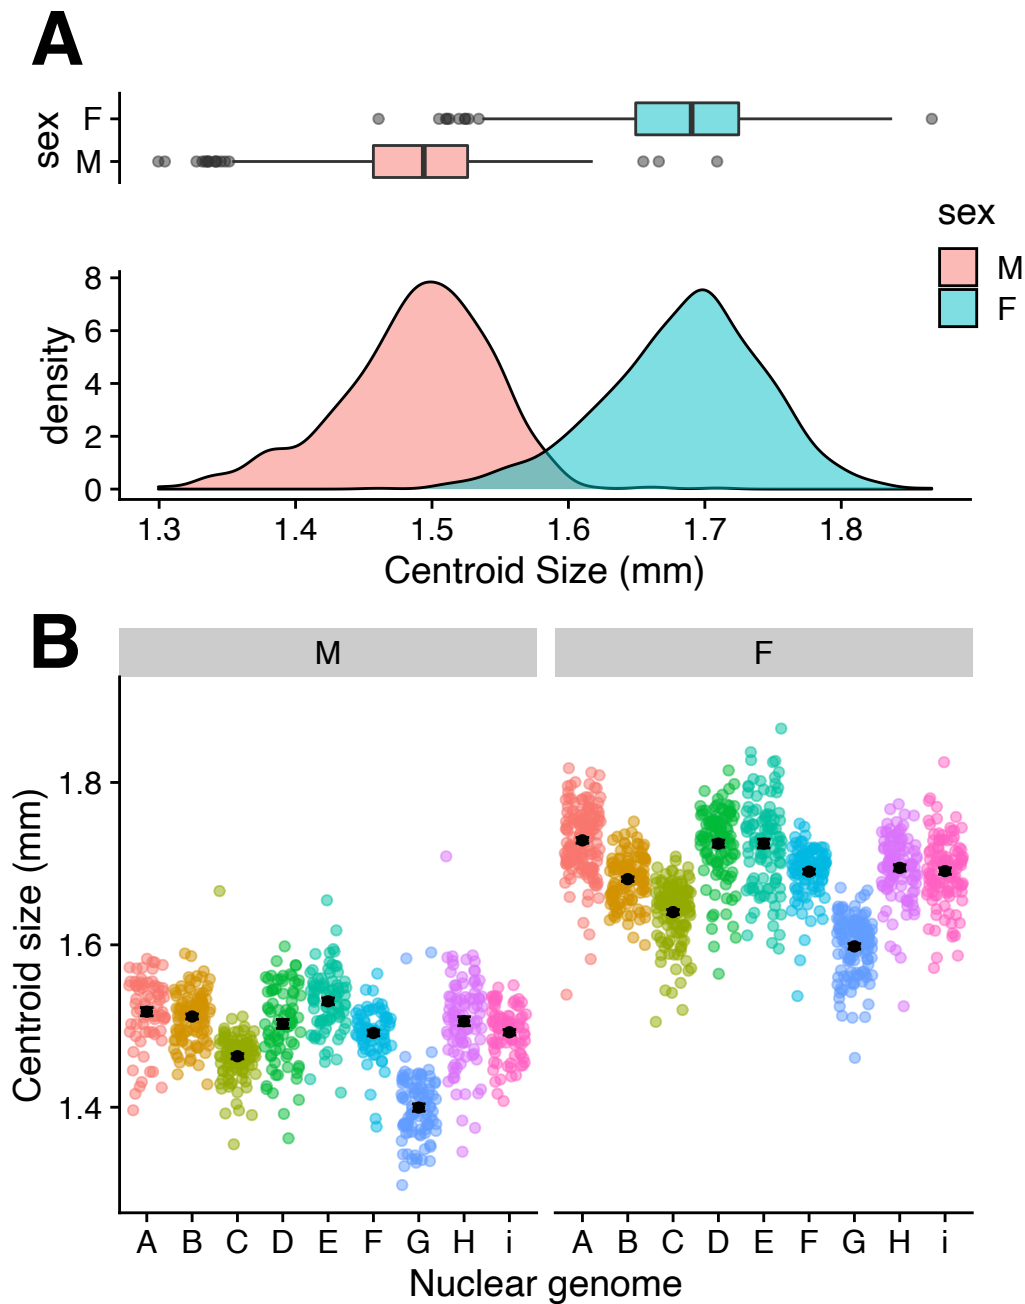 A
sex
F
M
sex
M
F
density
8
6
4
2
0
1.3 1.4 1.5 1.6 1.7 1.8
Centroid Size (mm)
B
M F
Centroid size (mm)
1.8
1.6
1.4
A B C D E F G H i A B C D E F G H i
Nuclear genome